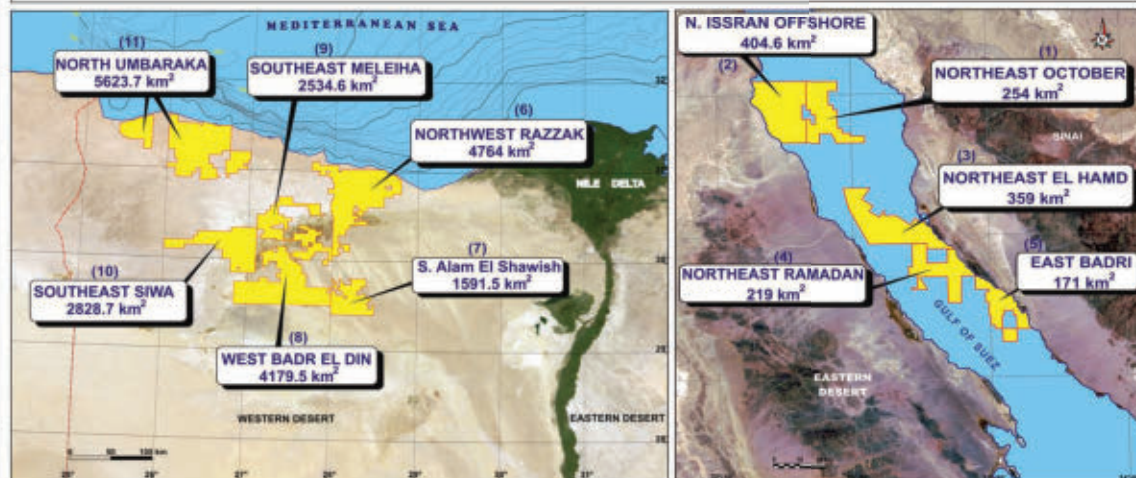 MEDITERRANEAN SEA
(11)
NORTH UMBARAKA
5623.7 km²
(9)
SOUTHEAST MELEIHA
2534.6 km²
(6)
NORTHWEST RAZZAK
4764 km²
NILE DELTA
(10)
SOUTHEAST SIWA
2828.7 km²
(7)
S. Alam El Shawish
1591.5 km²
(8)
WEST BADR EL DIN
4179.5 km²
WESTERN DESERT
EASTERN DESERT
0 50 100 km
N. ISSRAN OFFSHORE
404.6 km²
(2)
(1)
NORTHEAST OCTOBER
254 km²
SINAI
(3)
NORTHEAST EL HAMD
359 km²
(4)
NORTHEAST RAMADAN
219 km²
(5)
EAST BADRI
171 km²
GULF OF SUEZ
EASTERN
DESERT